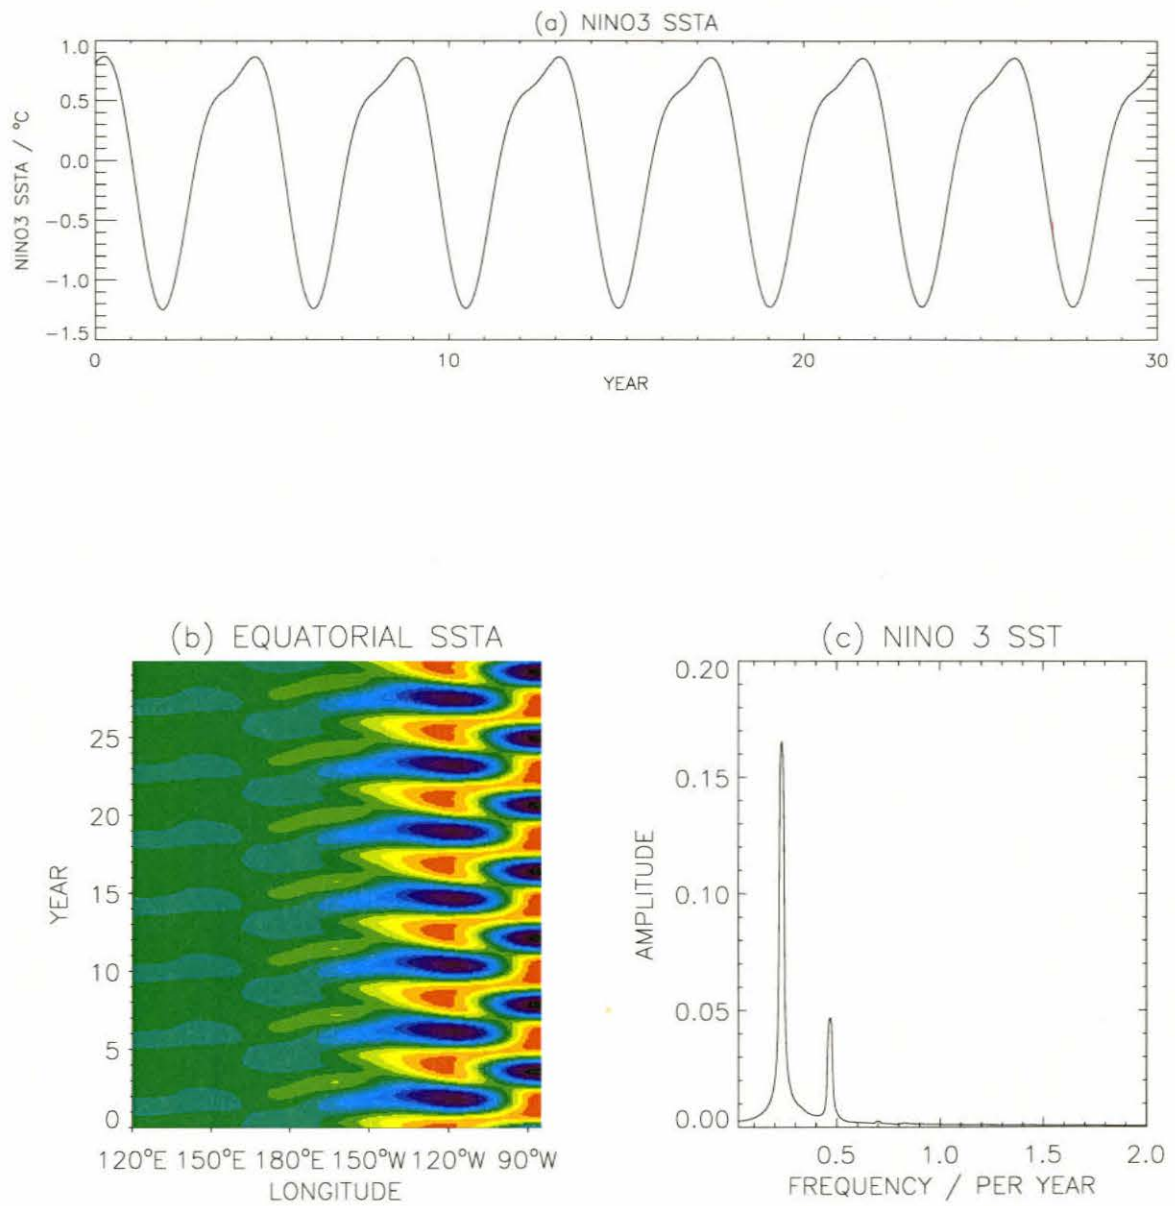 (a) NINO3 SSTA
1.0
0.5
0.0
−0.5
−1.0
−1.5
NINO3 SSTA / °C
0 10 20 30
YEAR
(b) EQUATORIAL SSTA
25
20
15
10
5
0
YEAR
120°E 150°E 180°E 150°W 120°W 90°W
LONGITUDE
(c) NINO 3 SST
0.20
0.15
0.10
0.05
0.00
AMPLITUDE
0.5 1.0 1.5 2.0
FREQUENCY / PER YEAR